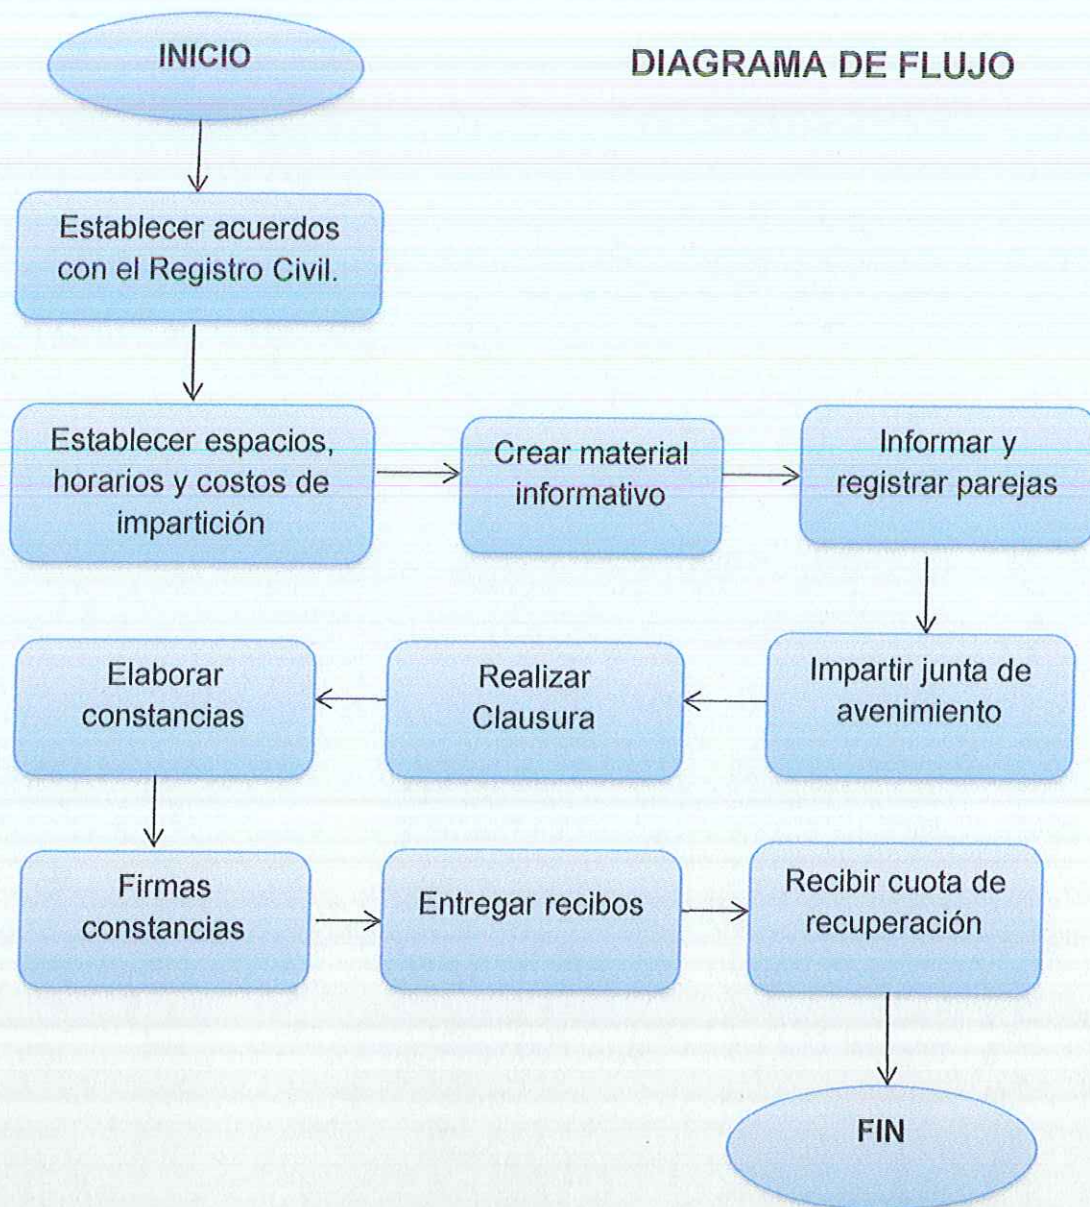 INICIO
DIAGRAMA DE FLUJO
Establecer acuerdos
con el Registro Civil.
Establecer espacios,
horarios y costos de
impartición
Crear material
informativo
Informar y
registrar parejas
Impartir junta de
avenimiento
Realizar
Clausura
Elaborar
constancias
Firmas
constancias
Entregar recibos
Recibir cuota de
recuperación
FIN